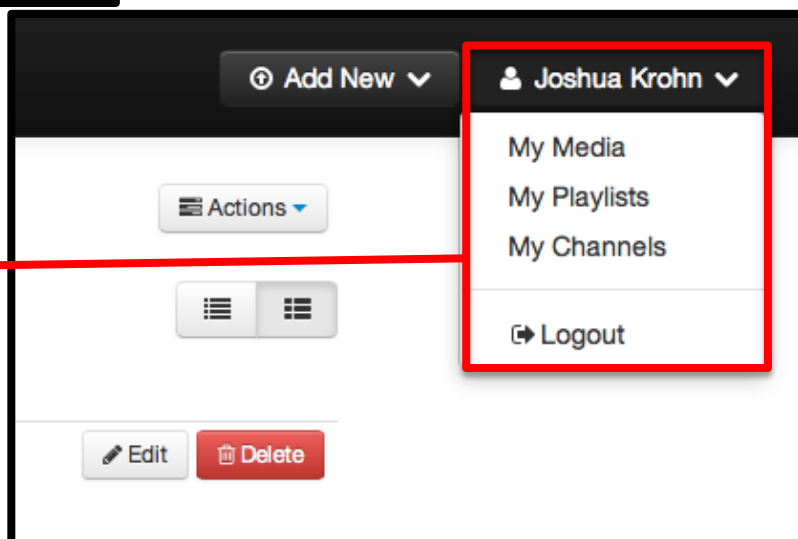 Add New
Joshua Krohn
My Media
My Playlists
My Channels
Logout
Actions
Edit
Delete